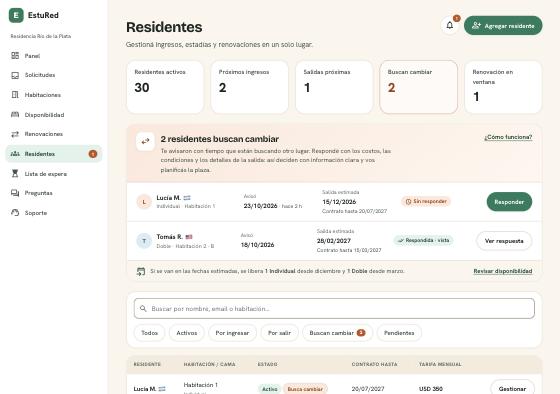 E EstuRed
Residencia Río de la Plata
Panel
Solicitudes
Habitaciones
Disponibilidad
Renovaciones
Residentes 1
Lista de espera
Preguntas
Soporte
Residentes
Gestioná ingresos, estadías y renovaciones en un solo lugar.
1
Agregar residente
Residentes activos
30
Próximos ingresos
2
Salidas próximas
1
Buscan cambiar
2
Renovación en ventana
1
2 residentes buscan cambiar
¿Cómo funciona?
Te avisaron con tiempo que están buscando otro lugar. Respondé con los costos, las
condiciones y los detalles de la salida: así deciden con información clara y vos
planificás la plaza.
L Lucía M.
Individual · Habitación 1
Avisó
23/10/2026 · hace 2 h
Salida estimada
15/12/2026
Contrato hasta 20/07/2027
Sin responder
Responder
T Tomás R.
Doble · Habitación 2 · B
Avisó
18/10/2026
Salida estimada
28/02/2027
Contrato hasta 15/03/2027
Respondida · vista
Ver respuesta
Si se van en las fechas estimadas, se libera 1 Individual desde diciembre y 1 Doble desde marzo.
Revisar disponibilidad
Buscar por nombre, email o habitación...
Todos
Activos
Por ingresar
Por salir
Buscan cambiar 2
Pendientes
RESIDENTE HABITACIÓN / CAMA ESTADO CONTRATO HASTA TARIFA MENSUAL
Lucía M. Habitación 1 Activo Busca cambiar 20/07/2027 USD 350 Gestionar